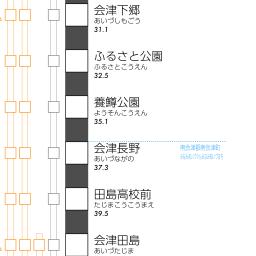 会津下郷
あいづしもごう
31.1
ふるさと公園
ふるさとこうえん
32.5
養鱒公園
ようそんこうえん
35.1
会津長野
あいづながの
37.3
田島高校前
たじまこうこうまえ
39.5
会津田島
あいづたじま